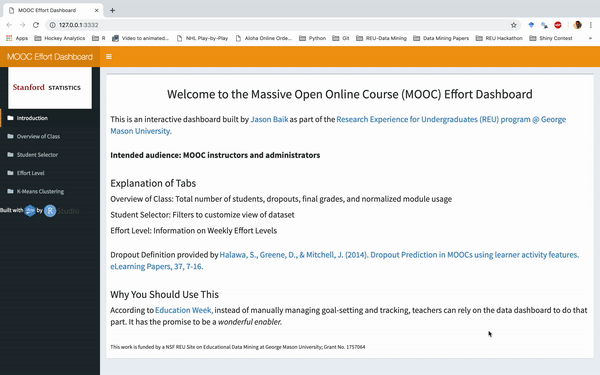 MOOC Effort Dashboard
127.0.0.1:3332
Apps
Hockey Analytics
R
Video to animated...
NHL Play-by-Play
Aloha Online Orde...
Python
Git
REU-Data Mining
Data Mining Papers
REU Hackathon
Shiny Contest
MOOC Effort Dashboard
Stanford STATISTICS
Introduction
Overview of Class
Student Selector
Effort Level
K-Means Clustering
Built with by R Studio
Welcome to the Massive Open Online Course (MOOC) Effort Dashboard
This is an interactive dashboard built by Jason Baik as part of the Research Experience for Undergraduates (REU) program @ George
Mason University.
Intended audience: MOOC instructors and administrators
Explanation of Tabs
Overview of Class: Total number of students, dropouts, final grades, and normalized module usage
Student Selector: Filters to customize view of dataset
Effort Level: Information on Weekly Effort Levels
Dropout Definition provided by Halawa, S., Greene, D., & Mitchell, J. (2014). Dropout Prediction in MOOCs using learner activity features.
eLearning Papers, 37, 7-16.
Why You Should Use This
According to Education Week, instead of manually managing goal-setting and tracking, teachers can rely on the data dashboard to do that
part. It has the promise to be a wonderful enabler.
This work is funded by a NSF REU Site on Educational Data Mining at George Mason University; Grant No. 1757064